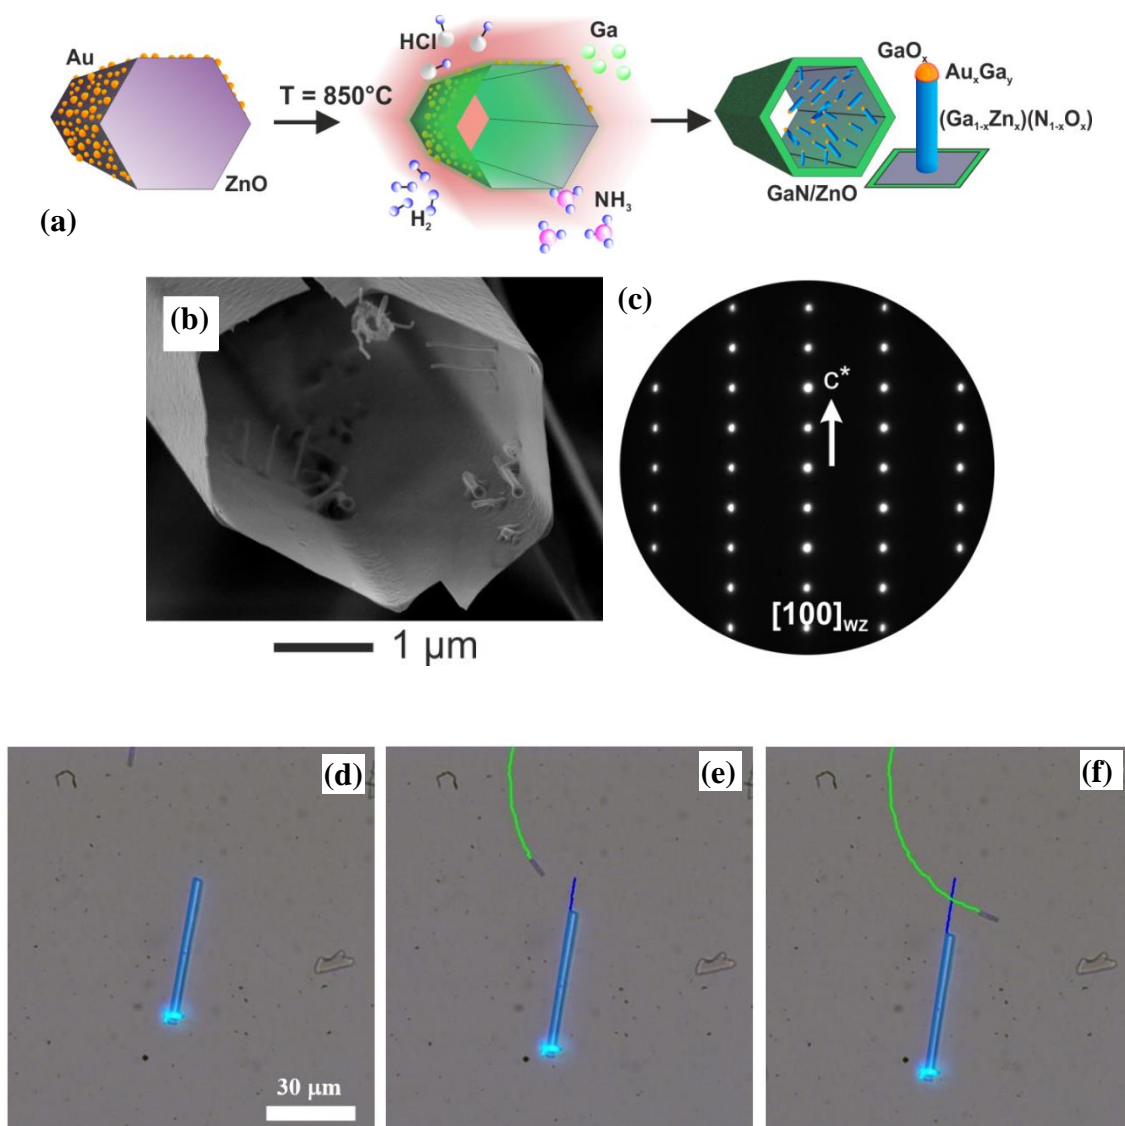 Au
ZnO
T = 850°C
HCl
Ga
H₂
NH₃
GaOₓ
AuₓGaᵧ
(Ga₁₋ₓZnₓ)(N₁₋ₓOₓ)
GaN/ZnO
(a)
(b)
1 µm
(c)
c*
[100]WZ
(d)
30 µm
(e)
(f)